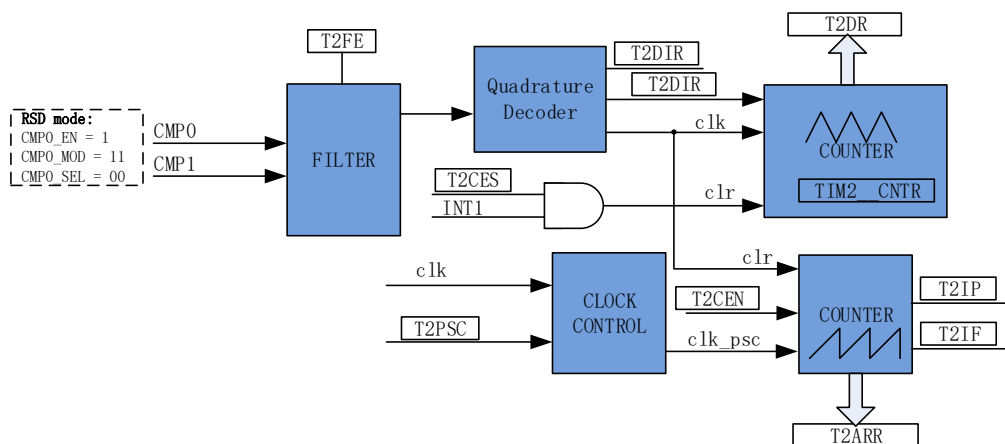 T2DR
T2FE
T2DIR
T2DIR
Quadrature
Decoder
RSD mode:
CMP0_EN = 1
CMP0_MOD = 11
CMP0_SEL = 00
CMP0
CMP1
FILTER
clk
COUNTER
TIM2__CNTR
T2CES
INT1
clr
clr
clk
CLOCK
CONTROL
T2PSC
T2CEN
clk_psc
COUNTER
T2IP
T2IF
T2ARR